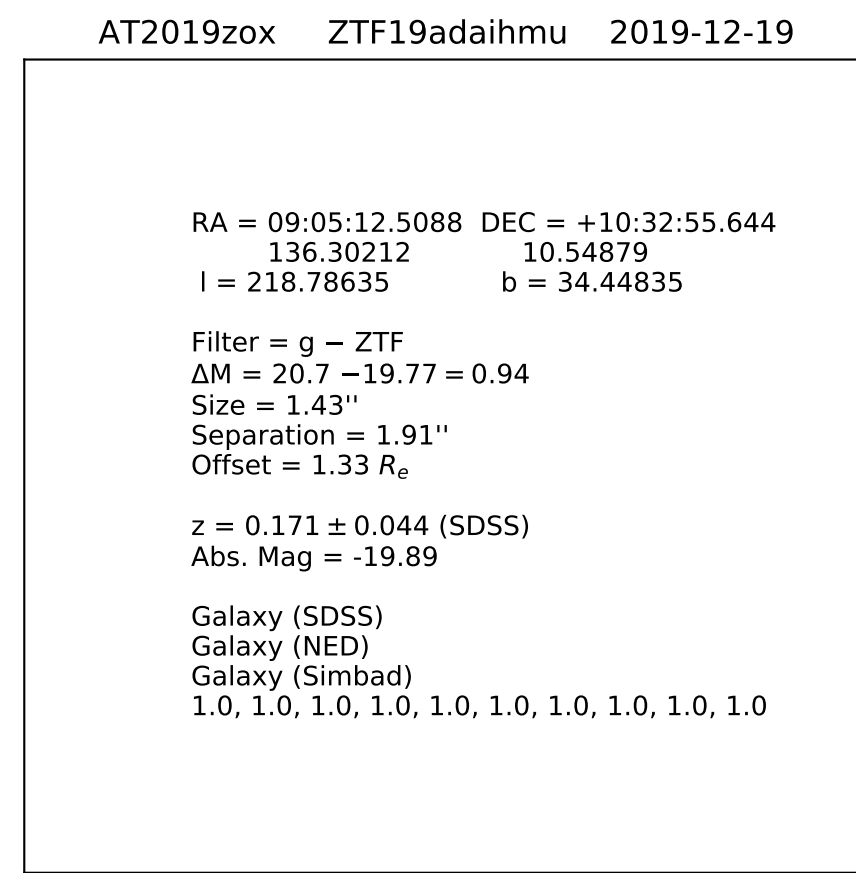 AT2019zox ZTF19adaihmu 2019-12-19
RA = 09:05:12.5088 DEC = +10:32:55.644
136.30212 10.54879
l = 218.78635 b = 34.44835
Filter = g − ZTF
ΔM = 20.7 −19.77 = 0.94
Size = 1.43''
Separation = 1.91''
Offset = 1.33 Re
z = 0.171 ± 0.044 (SDSS)
Abs. Mag = -19.89
Galaxy (SDSS)
Galaxy (NED)
Galaxy (Simbad)
1.0, 1.0, 1.0, 1.0, 1.0, 1.0, 1.0, 1.0, 1.0, 1.0